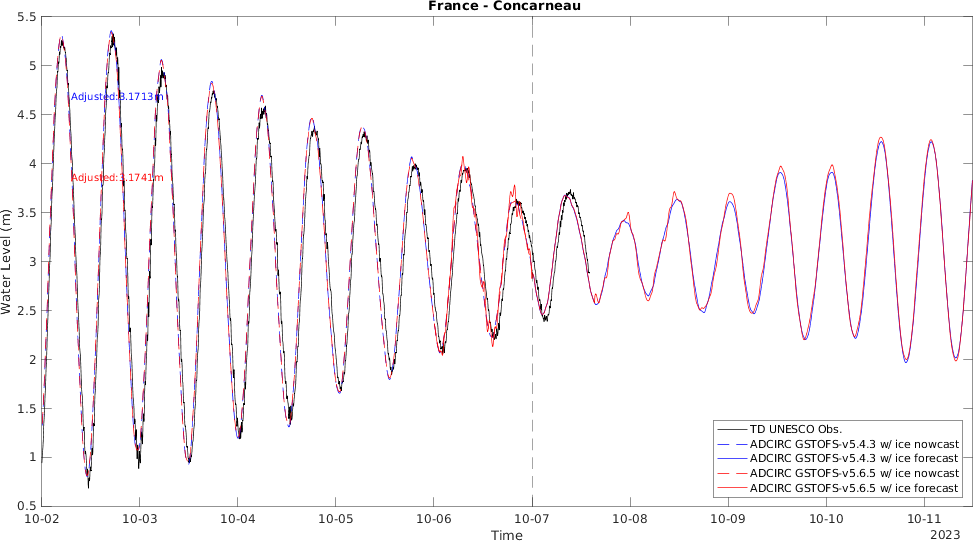 France - Concarneau
5.5
5
4.5
4
3.5
3
2.5
2
1.5
1
0.5
Water Level (m)
Adjusted:3.1713m
Adjusted:3.1741m
TD UNESCO Obs.
ADCIRC GSTOFS-v5.4.3 w/ ice nowcast
ADCIRC GSTOFS-v5.4.3 w/ ice forecast
ADCIRC GSTOFS-v5.6.5 w/ ice nowcast
ADCIRC GSTOFS-v5.6.5 w/ ice forecast
10-02 10-03 10-04 10-05 10-06 10-07 10-08 10-09 10-10 10-11
Time
2023